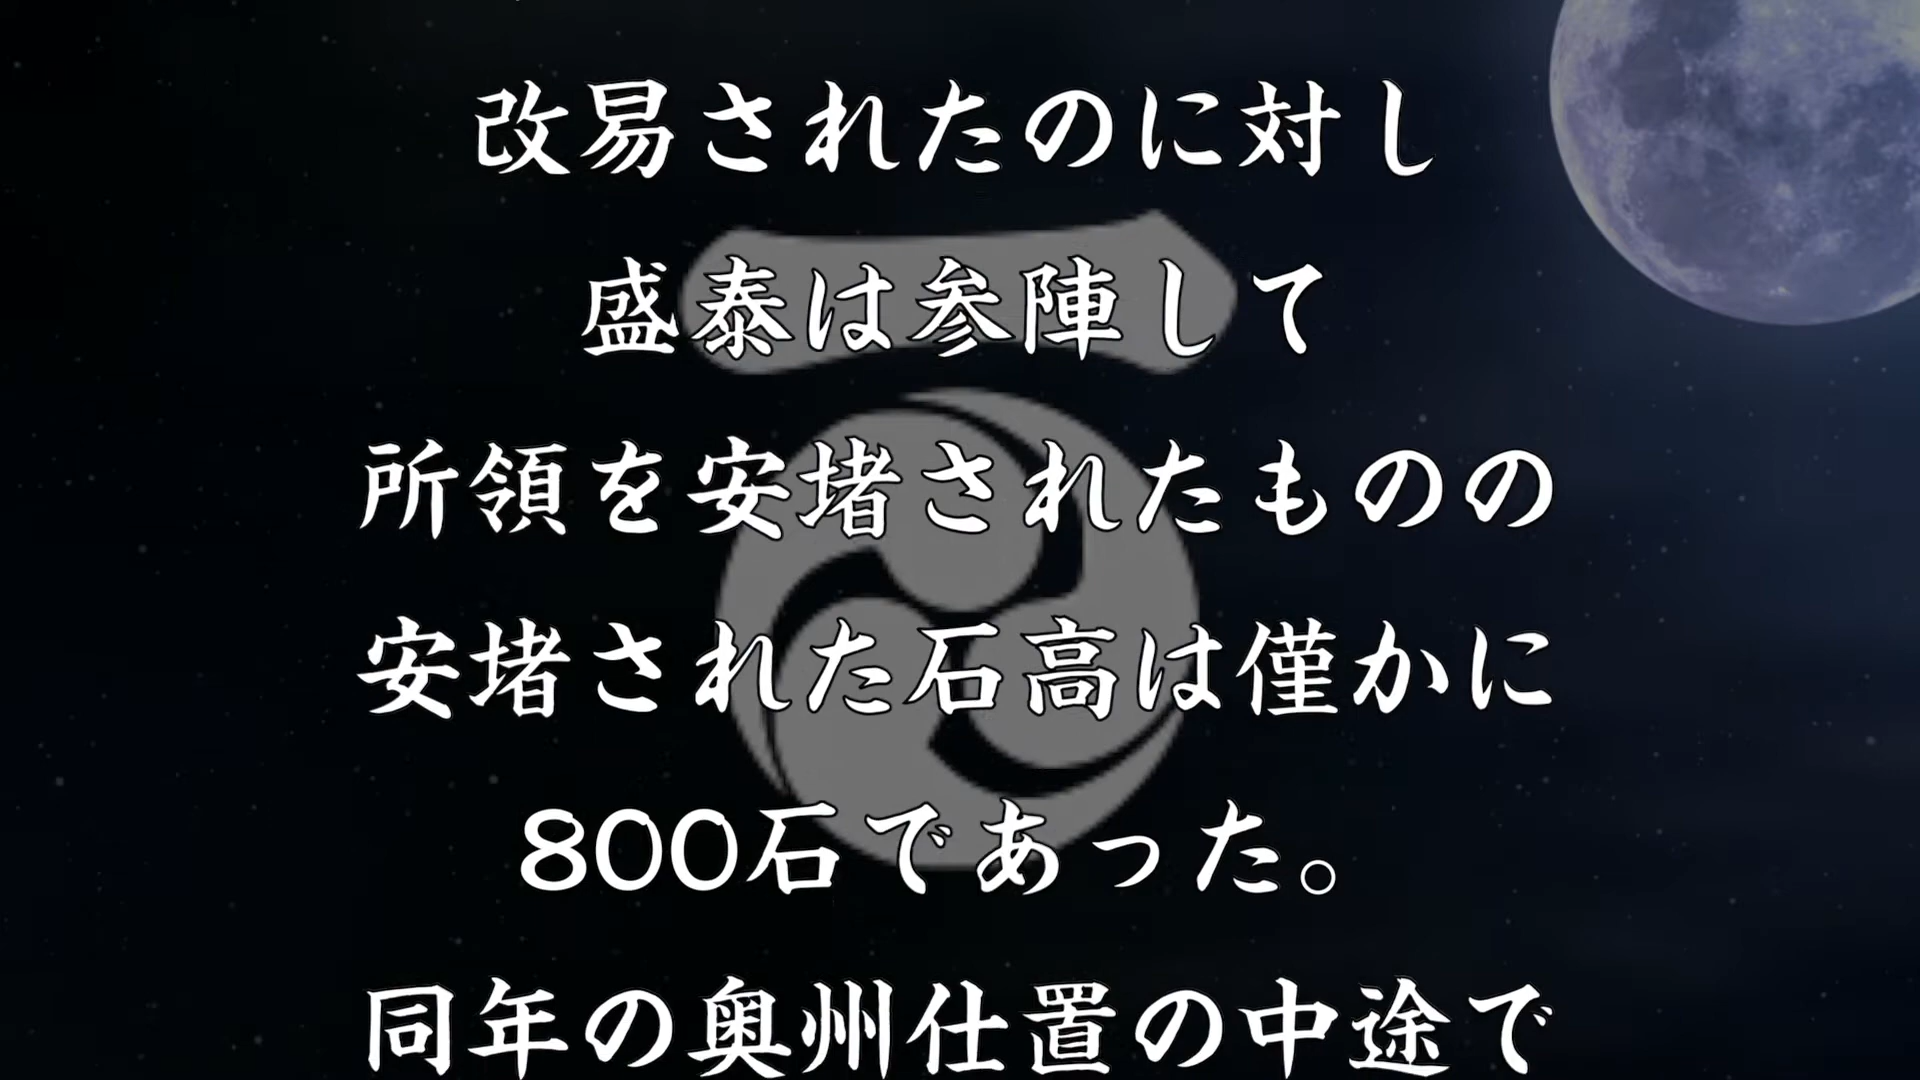 改易されたのに対し
盛泰は参陣して
所領を安堵されたものの
安堵された石高は僅かに
800石であった。
同年の奥州仕置の中途で